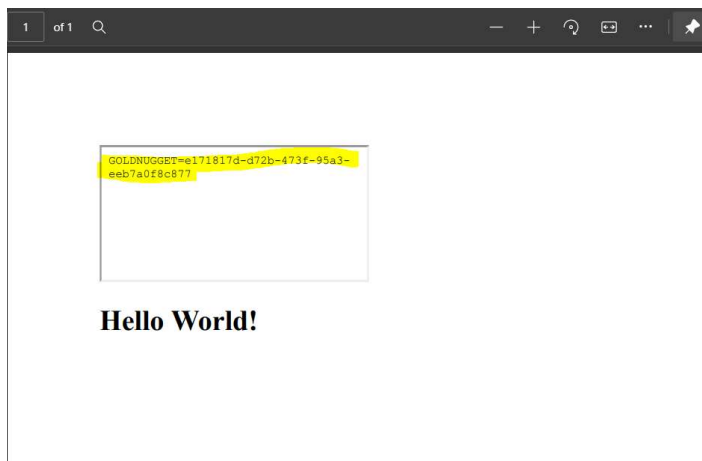 1 of 1
GOLDNUGGET=e171817d-d72b-473f-95a3-
eeb7a0f8c877
Hello World!